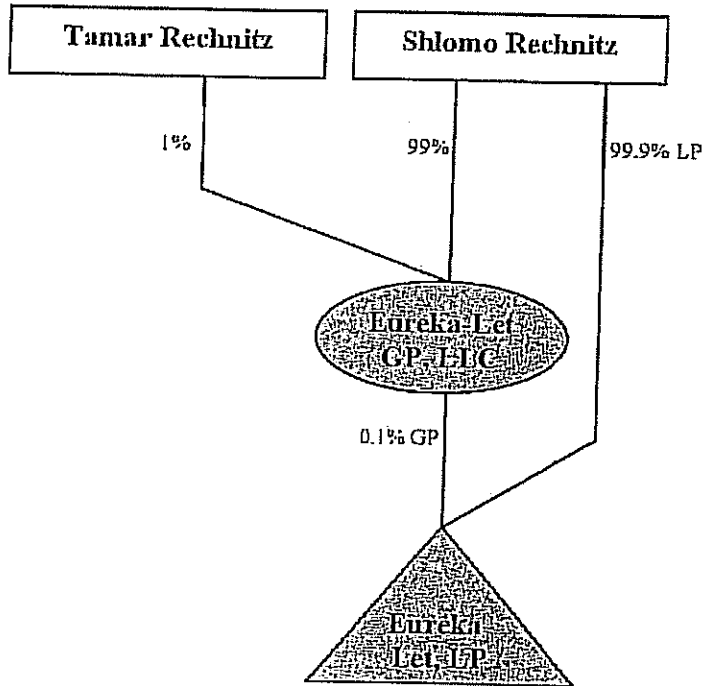 Tamar Rechnitz
Shlomo Rechnitz
1%
99%
99.9% LP
Eureka-Let
GP, LLC
0.1% GP
Eureka
Let, LP